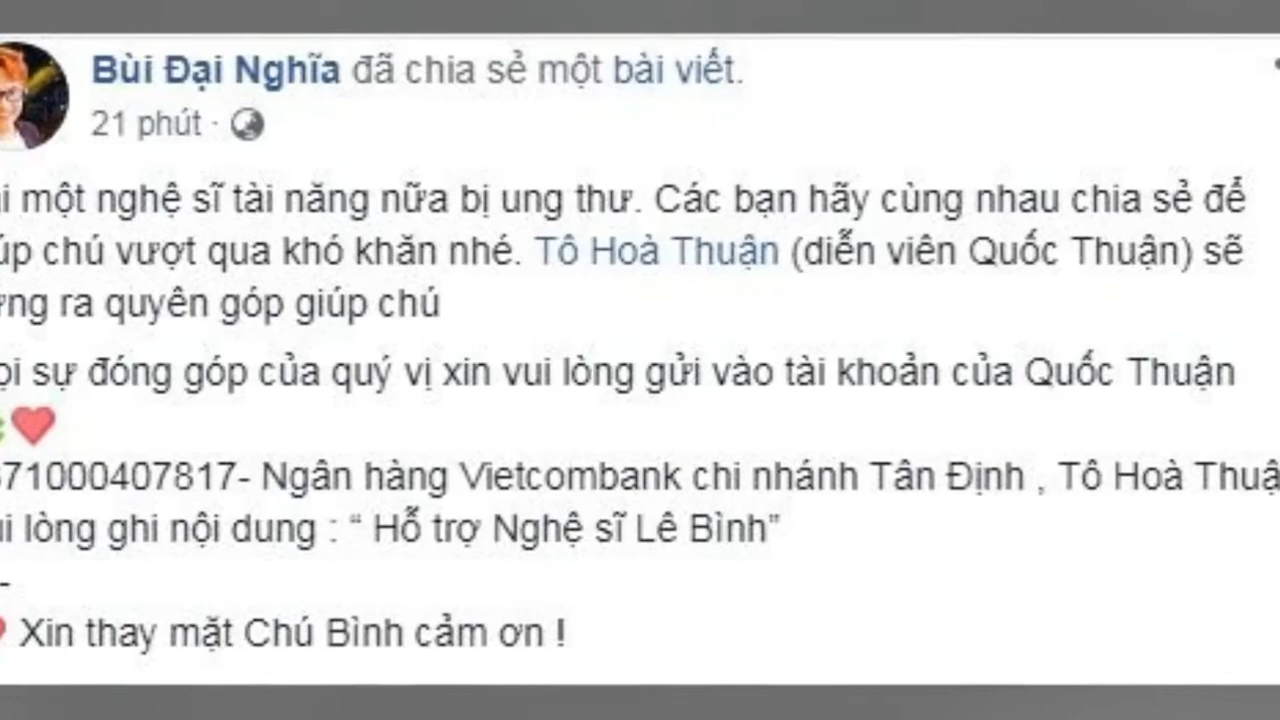 Bùi Đại Nghĩa đã chia sẻ một bài viết.
21 phút ·
một nghệ sĩ tài năng nữa bị ung thư. Các bạn hãy cùng nhau chia sẻ để
chú vượt qua khó khăn nhé. Tô Hoà Thuận (diễn viên Quốc Thuận) sẽ
ra quyên góp giúp chú
sự đóng góp của quý vị xin vui lòng gửi vào tài khoản của Quốc Thuận
71000407817- Ngân hàng Vietcombank chi nhánh Tân Định , Tô Hoà
lòng ghi nội dung : “ Hỗ trợ Nghệ sĩ Lê Bình”
-
Xin thay mặt Chú Bình cảm ơn !